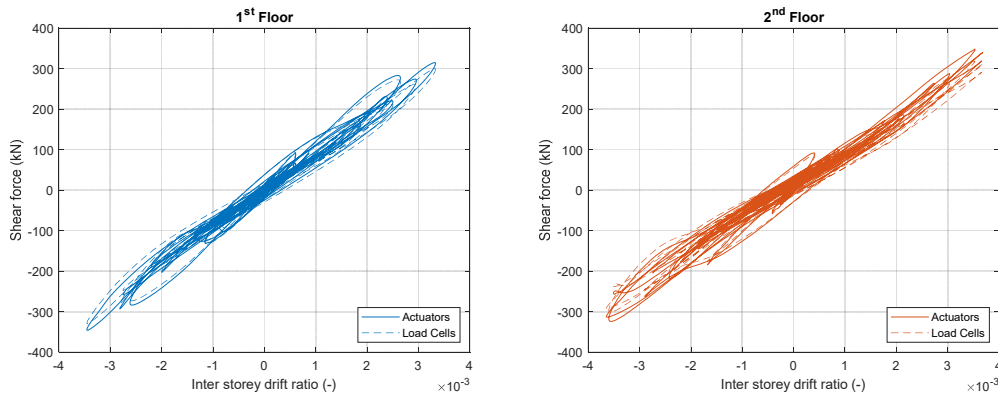 1st Floor
400
300
200
100
0
-100
-200
-300
-400
Shear force (kN)
-4 -3 -2 -1 0 1 2 3 4
Inter storey drift ratio (-)
×10-3
Actuators
Load Cells
2nd Floor
400
300
200
100
0
-100
-200
-300
-400
Shear force (kN)
-4 -3 -2 -1 0 1 2 3 4
Inter storey drift ratio (-)
×10-3
Actuators
Load Cells